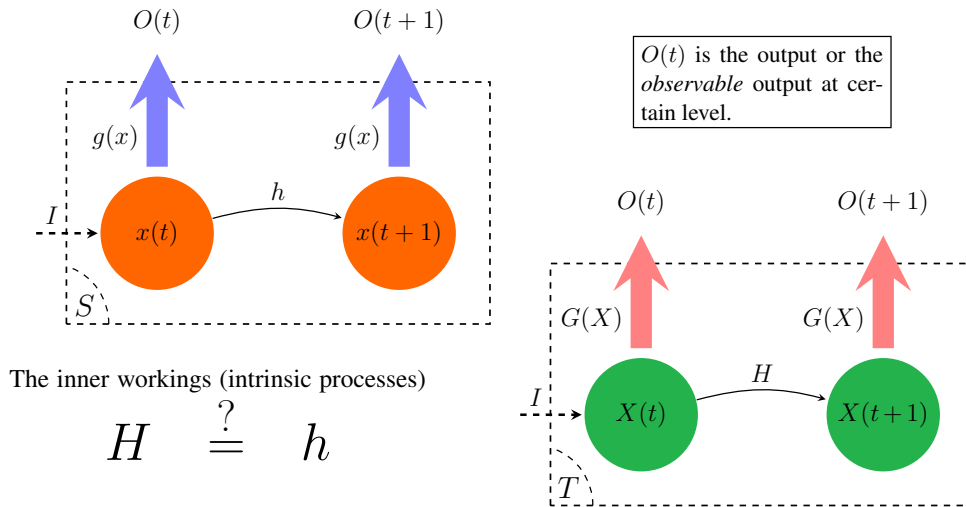 O(t)
O(t+1)
g(x)
g(x)
I
x(t)
h
x(t+1)
S
O(t) is the output or the
observable output at cer-
tain level.
O(t)
O(t+1)
G(X)
G(X)
I
X(t)
H
X(t+1)
T
The inner workings (intrinsic processes)
H ?= h